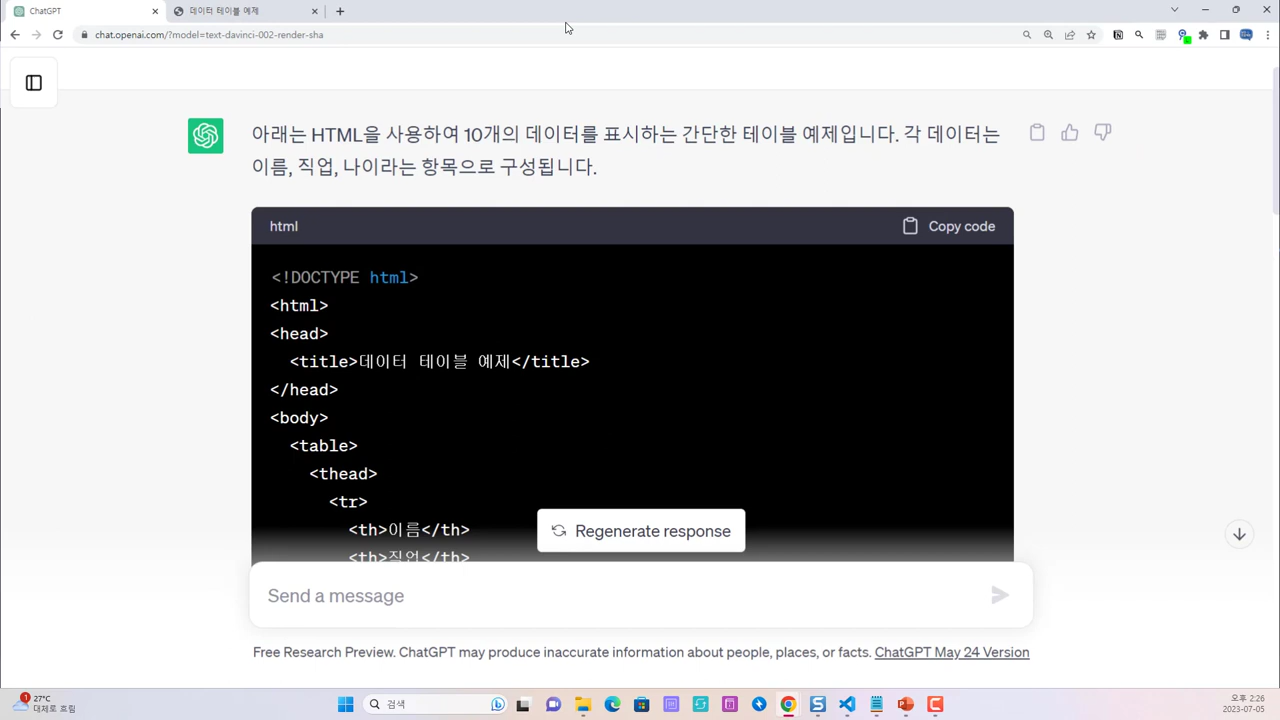 ChatGPT
데이터 테이블 예제
chat.openai.com/?model=text-davinci-002-render-sha
아래는 HTML을 사용하여 10개의 데이터를 표시하는 간단한 테이블 예제입니다. 각 데이터는
이름, 직업, 나이라는 항목으로 구성됩니다.
html
Copy code
<!DOCTYPE html>
<html>
<head>
<title>데이터 테이블 예제</title>
</head>
<body>
<table>
<thead>
<tr>
<th>이름</th>
<th>직업</th>
Regenerate response
Send a message
Free Research Preview. ChatGPT may produce inaccurate information about people, places, or facts. ChatGPT May 24 Version
1
27°C
대체로 흐림
검색
오후 2:26
2023-07-05